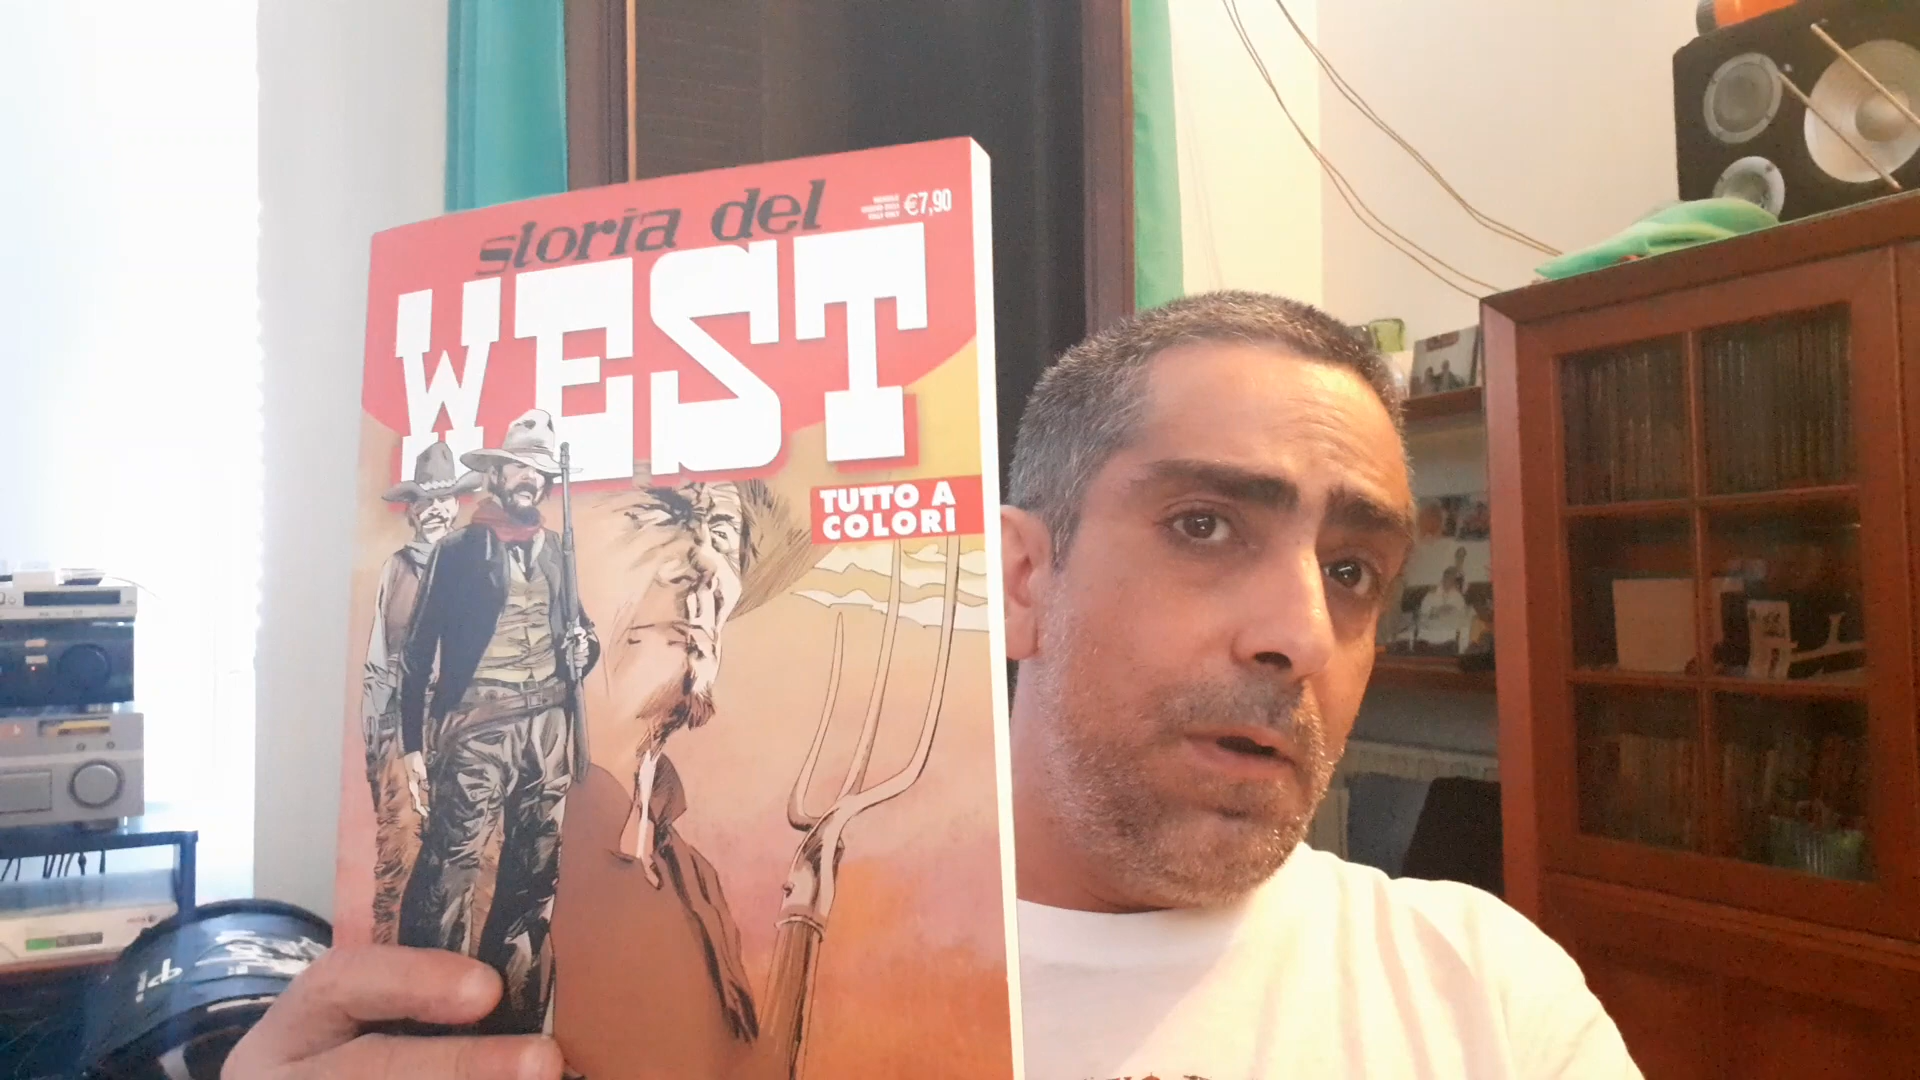 storia del
€7,90
WEST
TUTTO A
COLORI